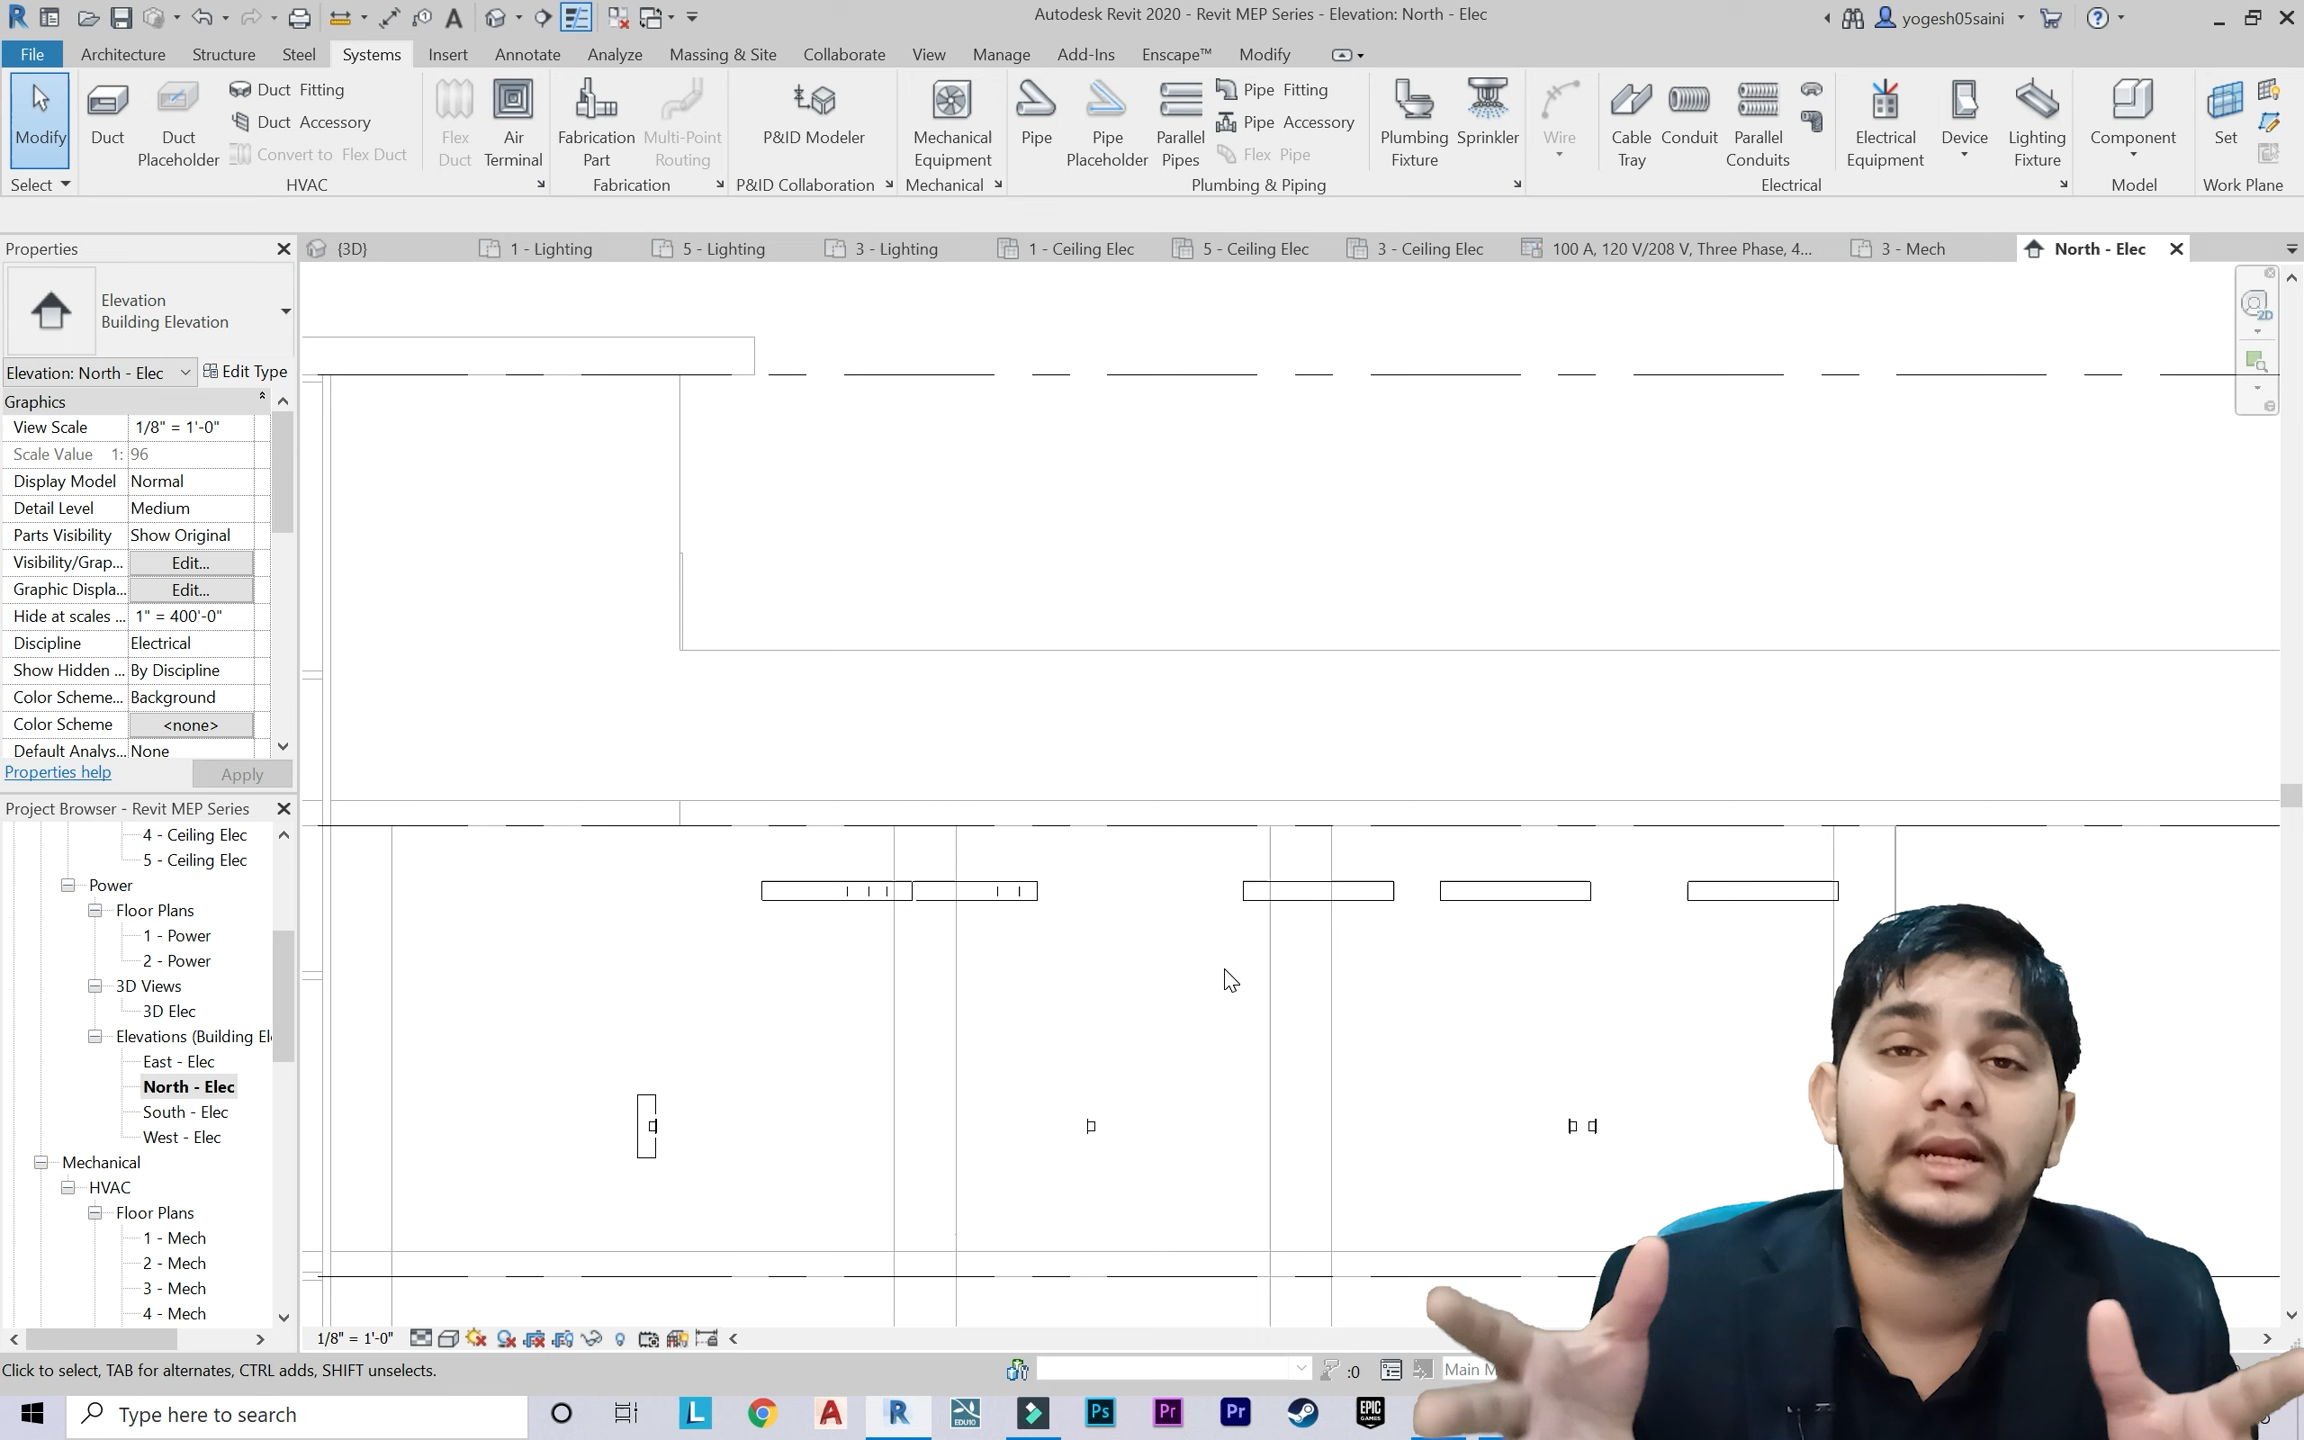 Autodesk Revit 2020 - Revit MEP Series - Elevation: North - Elec
yogesh05saini
File Architecture Structure Steel Systems Insert Annotate Analyze Massing & Site Collaborate View Manage Add-Ins Enscape™ Modify
Modify
Select
Duct
Duct Placeholder
Duct Fitting
Duct Accessory
Convert to Flex Duct
Flex Duct
Air Terminal
HVAC
Fabrication Part
Multi-Point Routing
Fabrication
P&ID Modeler
P&ID Collaboration
Mechanical Equipment
Mechanical
Pipe
Pipe Placeholder
Parallel Pipes
Pipe Fitting
Pipe Accessory
Flex Pipe
Plumbing Fixture
Sprinkler
Plumbing & Piping
Wire
Cable Tray
Conduit
Parallel Conduits
Electrical Equipment
Device
Lighting Fixture
Electrical
Component
Model
Set
Work Plane
{3D} 1 - Lighting 5 - Lighting 3 - Lighting 1 - Ceiling Elec 5 - Ceiling Elec 3 - Ceiling Elec 100 A, 120 V/208 V, Three Phase, 4... 3 - Mech North - Elec
2D
Properties
Elevation
Building Elevation
Elevation: North - Elec Edit Type
Graphics
View Scale 1/8" = 1'-0"
Scale Value 1: 96
Display Model Normal
Detail Level Medium
Parts Visibility Show Original
Visibility/Grap... Edit...
Graphic Displa... Edit...
Hide at scales ... 1" = 400'-0"
Discipline Electrical
Show Hidden ... By Discipline
Color Scheme... Background
Color Scheme <none>
Default Analys... None
Properties help Apply
Project Browser - Revit MEP Series
4 - Ceiling Elec
5 - Ceiling Elec
Power
Floor Plans
1 - Power
2 - Power
3D Views
3D Elec
Elevations (Building El
East - Elec
North - Elec
South - Elec
West - Elec
Mechanical
HVAC
Floor Plans
1 - Mech
2 - Mech
3 - Mech
4 - Mech
1/8" = 1'-0"
Click to select, TAB for alternates, CTRL adds, SHIFT unselects.
:0
Main M
Type here to search
L
A
R
EDU10
Ps
Pr
Pr
EPIC GAMES